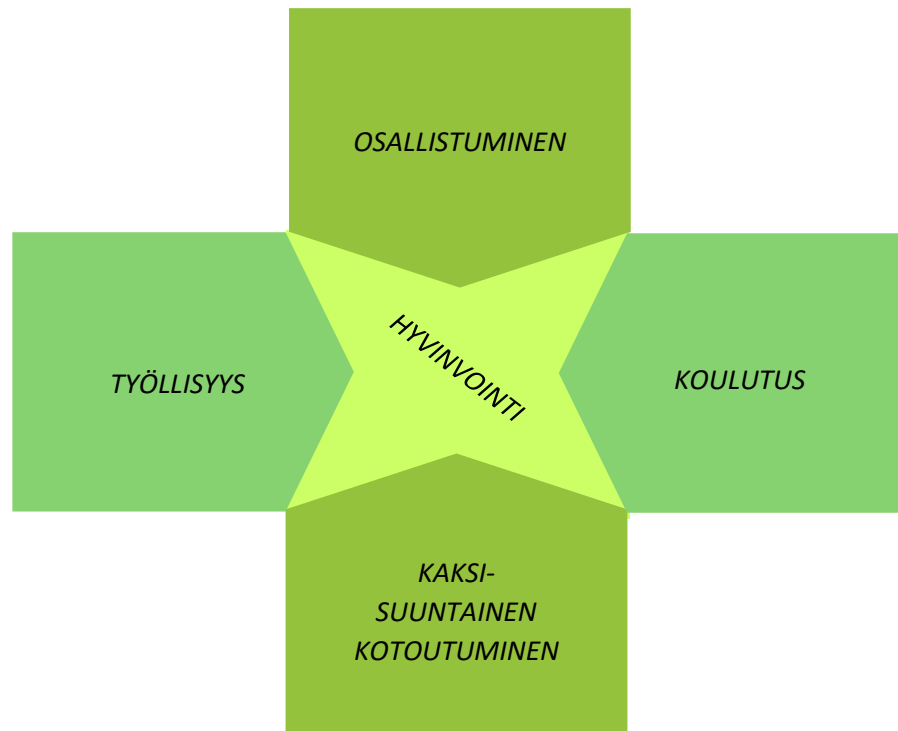 OSALLISTUMINEN
HYVINVOINTI
TYÖLLISYYS
KOULUTUS
KAKSI-
SUUNTAINEN
KOTOUTUMINEN